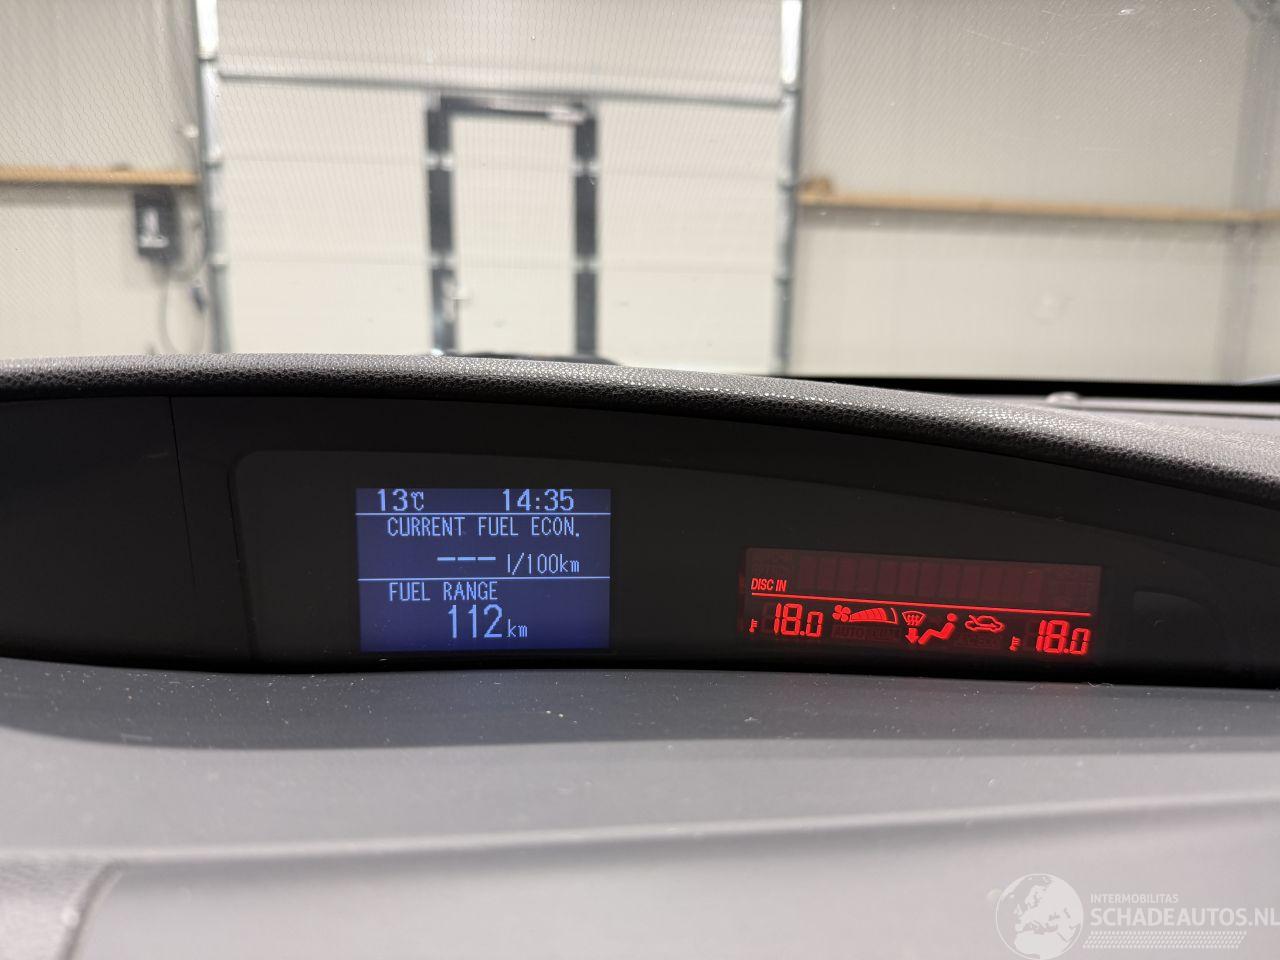 13℃ 14:35
CURRENT FUEL ECON.
--- l/100km
FUEL RANGE
112km
DISC IN
18.0 18.0
INTERMOBILITAS
SCHADEAUTOS.NL